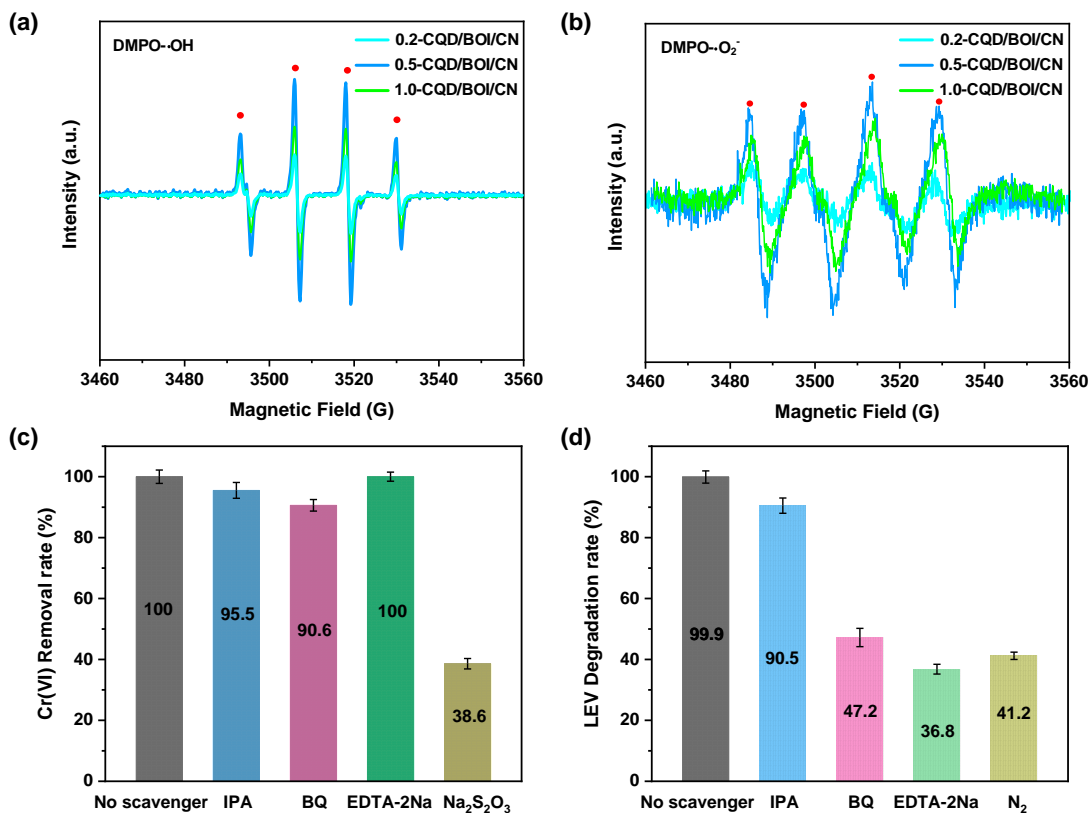 (a)
DMPO-·OH
0.2-CQD/BOI/CN
0.5-CQD/BOI/CN
1.0-CQD/BOI/CN
Intensity (a.u.)
3460 3480 3500 3520 3540 3560
Magnetic Field (G)
(b)
DMPO-·O₂⁻
0.2-CQD/BOI/CN
0.5-CQD/BOI/CN
1.0-CQD/BOI/CN
Intensity (a.u.)
3460 3480 3500 3520 3540 3560
Magnetic Field (G)
(c)
Cr(VI) Removal rate (%)
100
80
60
40
20
0
100
95.5
90.6
100
38.6
No scavenger IPA BQ EDTA-2Na Na₂S₂O₃
(d)
LEV Degradation rate (%)
100
80
60
40
20
0
99.9
90.5
47.2
36.8
41.2
No scavenger IPA BQ EDTA-2Na N₂